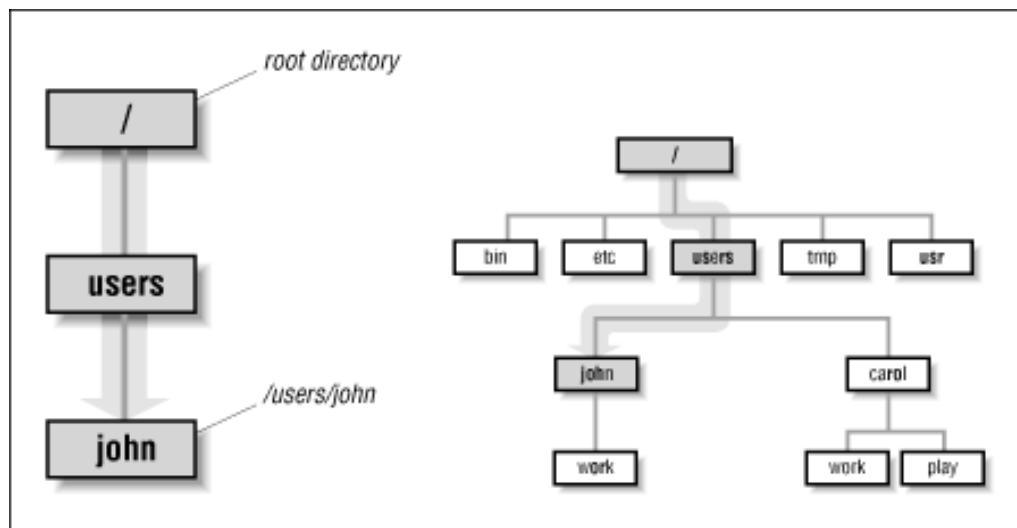 root directory
/
users
/users/john
john
/
bin
etc
users
tmp
usr
john
carol
work
work
play